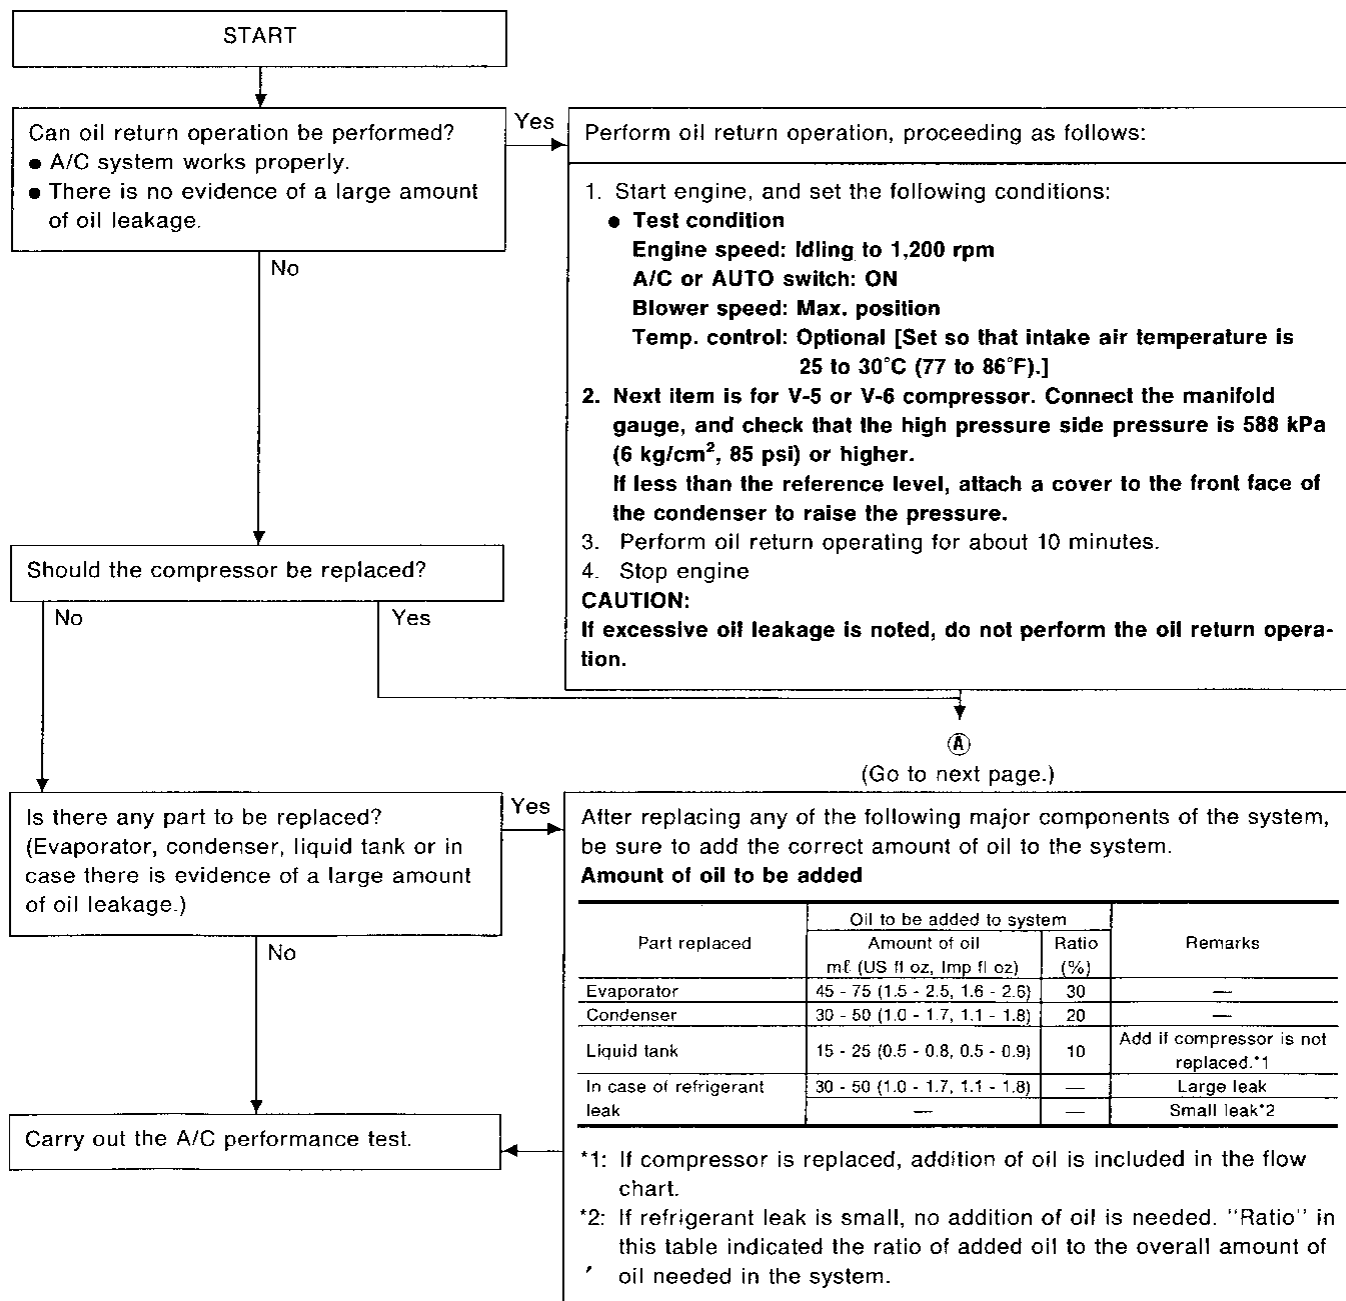 START
Can oil return operation be performed?
Yes
● A/C system works properly.
● There is no evidence of a large amount
of oil leakage.
No
Perform oil return operation, proceeding as follows:
1. Start engine, and set the following conditions:
● Test condition
Engine speed: Idling to 1,200 rpm
A/C or AUTO switch: ON
Blower speed: Max. position
Temp. control: Optional [Set so that intake air temperature is
25 to 30°C (77 to 86°F).]
2. Next item is for V-5 or V-6 compressor. Connect the manifold
gauge, and check that the high pressure side pressure is 588 kPa
(6 kg/cm², 85 psi) or higher.
If less than the reference level, attach a cover to the front face of
the condenser to raise the pressure.
3. Perform oil return operating for about 10 minutes.
4. Stop engine
CAUTION:
If excessive oil leakage is noted, do not perform the oil return opera-
tion.
Should the compressor be replaced?
No
Yes
Ⓐ
(Go to next page.)
Is there any part to be replaced?
(Evaporator, condenser, liquid tank or in
case there is evidence of a large amount
of oil leakage.)
Yes
No
After replacing any of the following major components of the system,
be sure to add the correct amount of oil to the system.
Amount of oil to be added
Part replaced
Oil to be added to system
Amount of oil
mℓ (US fl oz, Imp fl oz)
Ratio
(%)
Remarks
Evaporator 45 - 75 (1.5 - 2.5, 1.6 - 2.6) 30 —
Condenser 30 - 50 (1.0 - 1.7, 1.1 - 1.8) 20 —
Liquid tank 15 - 25 (0.5 - 0.8, 0.5 - 0.9) 10 Add if compressor is not
replaced.*1
In case of refrigerant 30 - 50 (1.0 - 1.7, 1.1 - 1.8) — Large leak
leak — — Small leak*2
*1: If compressor is replaced, addition of oil is included in the flow
chart.
*2: If refrigerant leak is small, no addition of oil is needed. "Ratio" in
this table indicated the ratio of added oil to the overall amount of
oil needed in the system.
Carry out the A/C performance test.